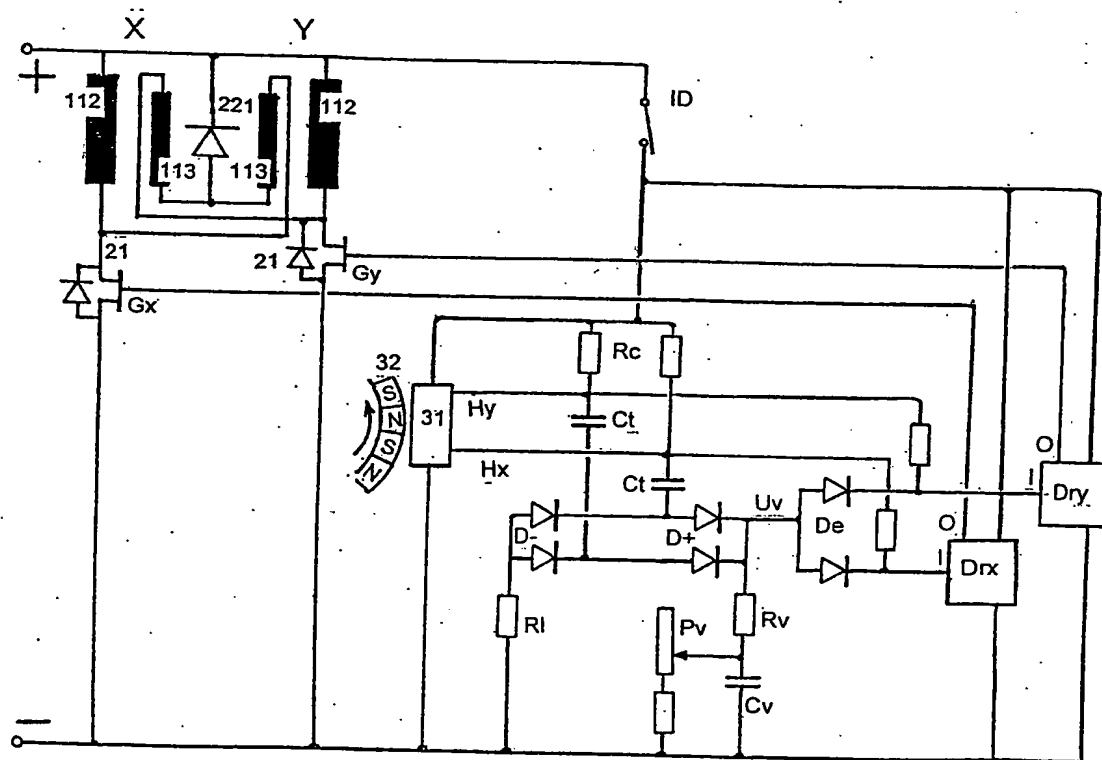 Ẍ Y
+
112
221
112
ID
113
113
21
21
Gy
Gx
32
Rc
S
N
S
N
31
Hy
Ct
Hx
Ct
Uv
O
I
Dry
D-
D+
De
O
I
Drx
Rl
Pv
Rv
Cv
−